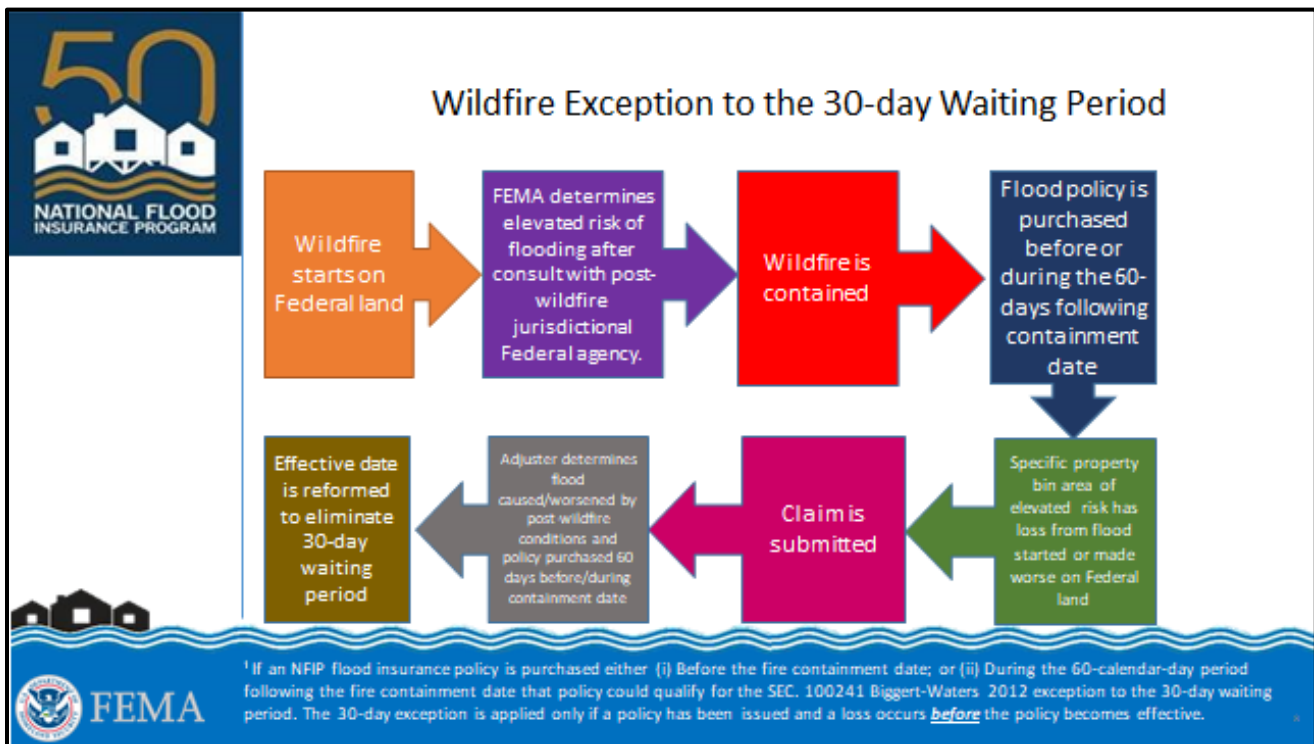 50
NATIONAL FLOOD
INSURANCE PROGRAM
Wildfire Exception to the 30-day Waiting Period
Wildfire
starts on
Federal land
FEMA determines
elevated risk of
flooding after
consult with post-
wildfire
jurisdictional
Federal agency.
Wildfire is
contained
Flood policy is
purchased
before or
during the 60-
days following
containment
date
Specific property
bin area of
elevated risk has
loss from flood
started or made
worse on Federal
land
Claim is
submitted
Adjuster determines
flood
caused/worsened by
post-wildfire
conditions and
policy purchased 60
days before/during
containment date
Effective date
is reformed
to eliminate
30-day
waiting
period
FEMA
1 If an NFIP flood insurance policy is purchased either (i) Before the fire containment date; or (ii) During the 60-calendar-day period
following the fire containment date that policy could qualify for the SEC. 100241 Biggert-Waters 2012 exception to the 30-day waiting
period. The 30-day exception is applied only if a policy has been issued and a loss occurs before the policy becomes effective.